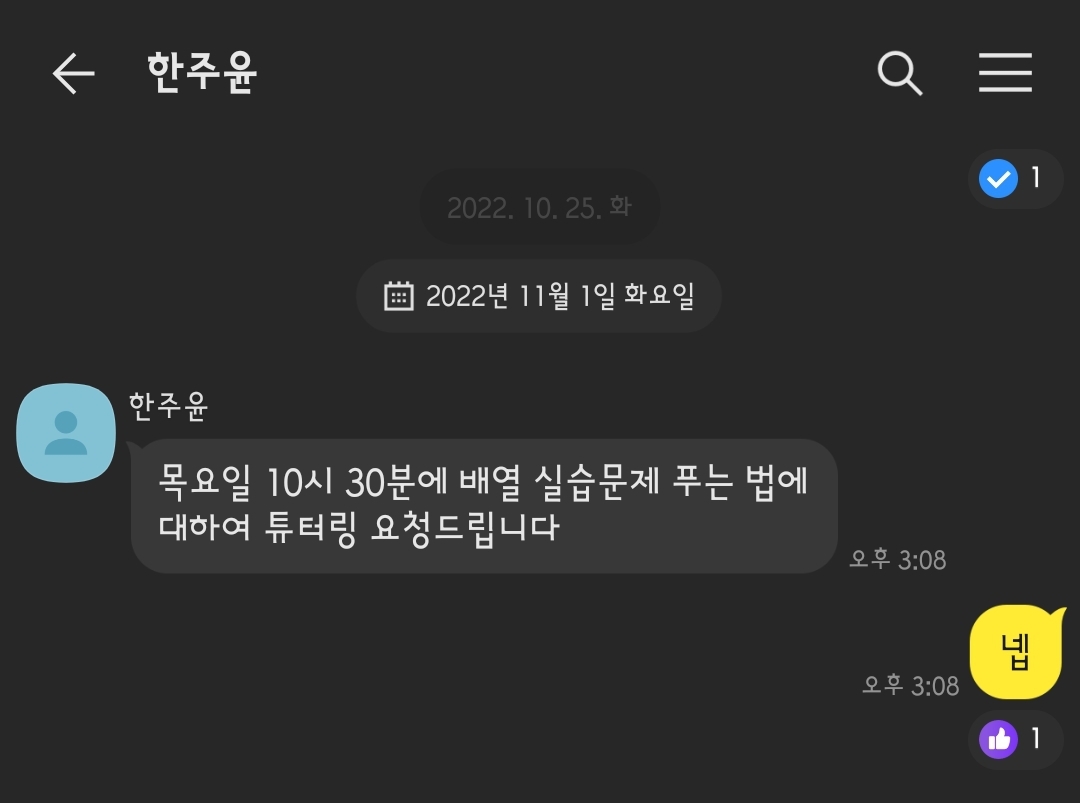 한주윤
1
2022. 10. 25. 화
2022년 11월 1일 화요일
한주윤
목요일 10시 30분에 배열 실습문제 푸는 법에
대하여 튜터링 요청드립니다
오후 3:08
넵
오후 3:08
1